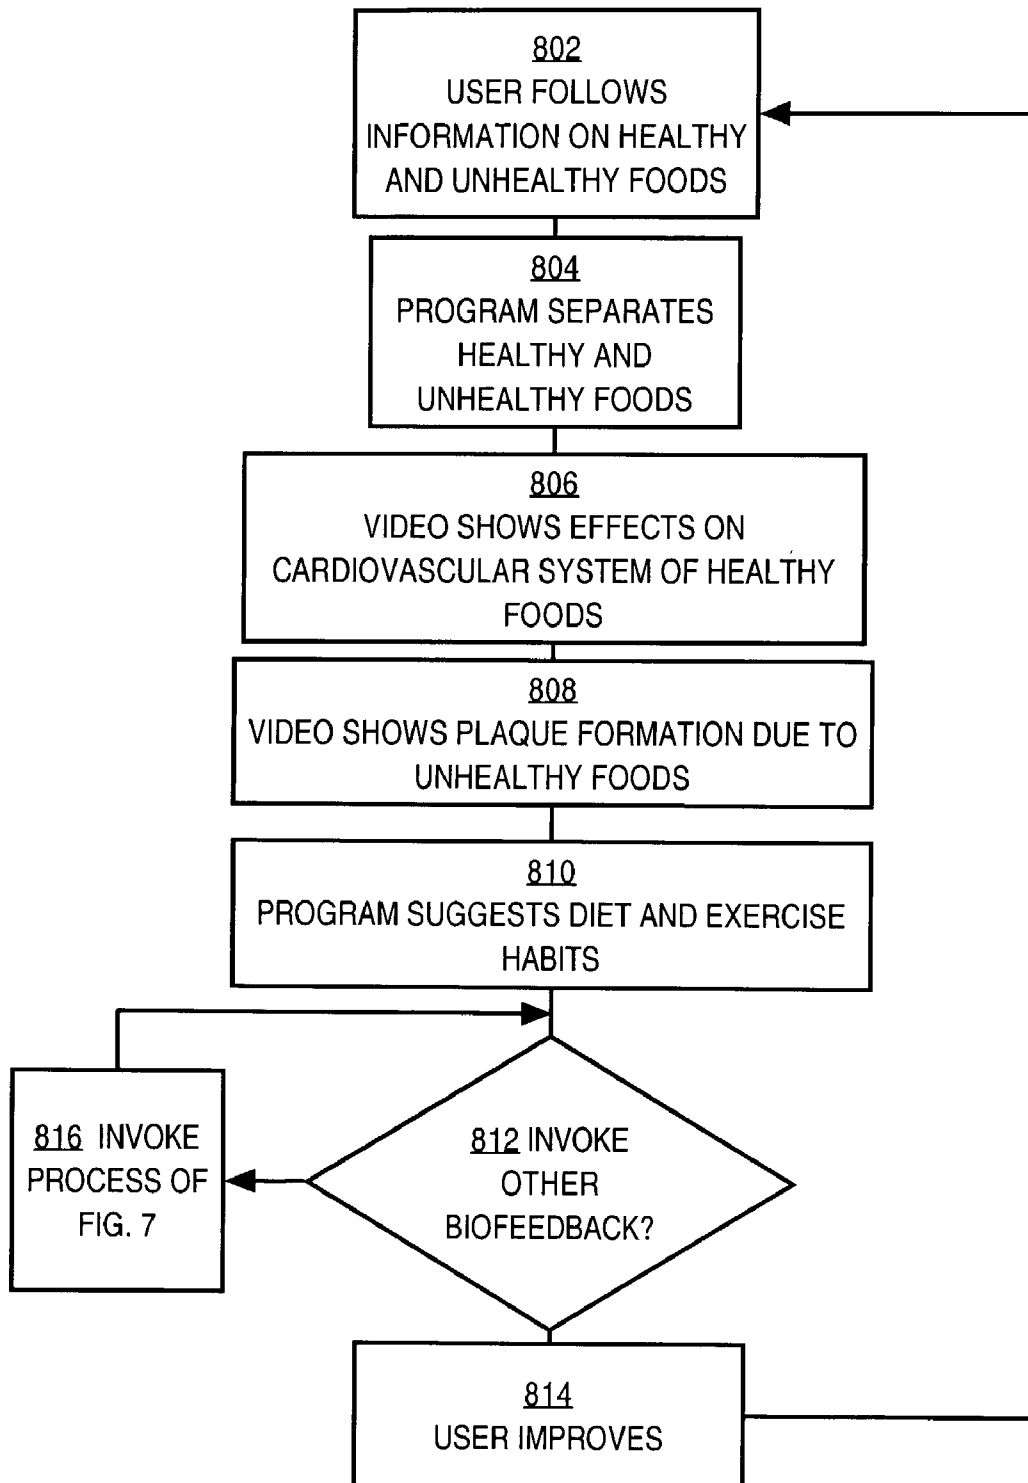 802
USER FOLLOWS
INFORMATION ON HEALTHY
AND UNHEALTHY FOODS
804
PROGRAM SEPARATES
HEALTHY AND
UNHEALTHY FOODS
806
VIDEO SHOWS EFFECTS ON
CARDIOVASCULAR SYSTEM OF HEALTHY
FOODS
808
VIDEO SHOWS PLAQUE FORMATION DUE TO
UNHEALTHY FOODS
810
PROGRAM SUGGESTS DIET AND EXERCISE
HABITS
816 INVOKE
PROCESS OF
FIG. 7
812 INVOKE
OTHER
BIOFEEDBACK?
814
USER IMPROVES